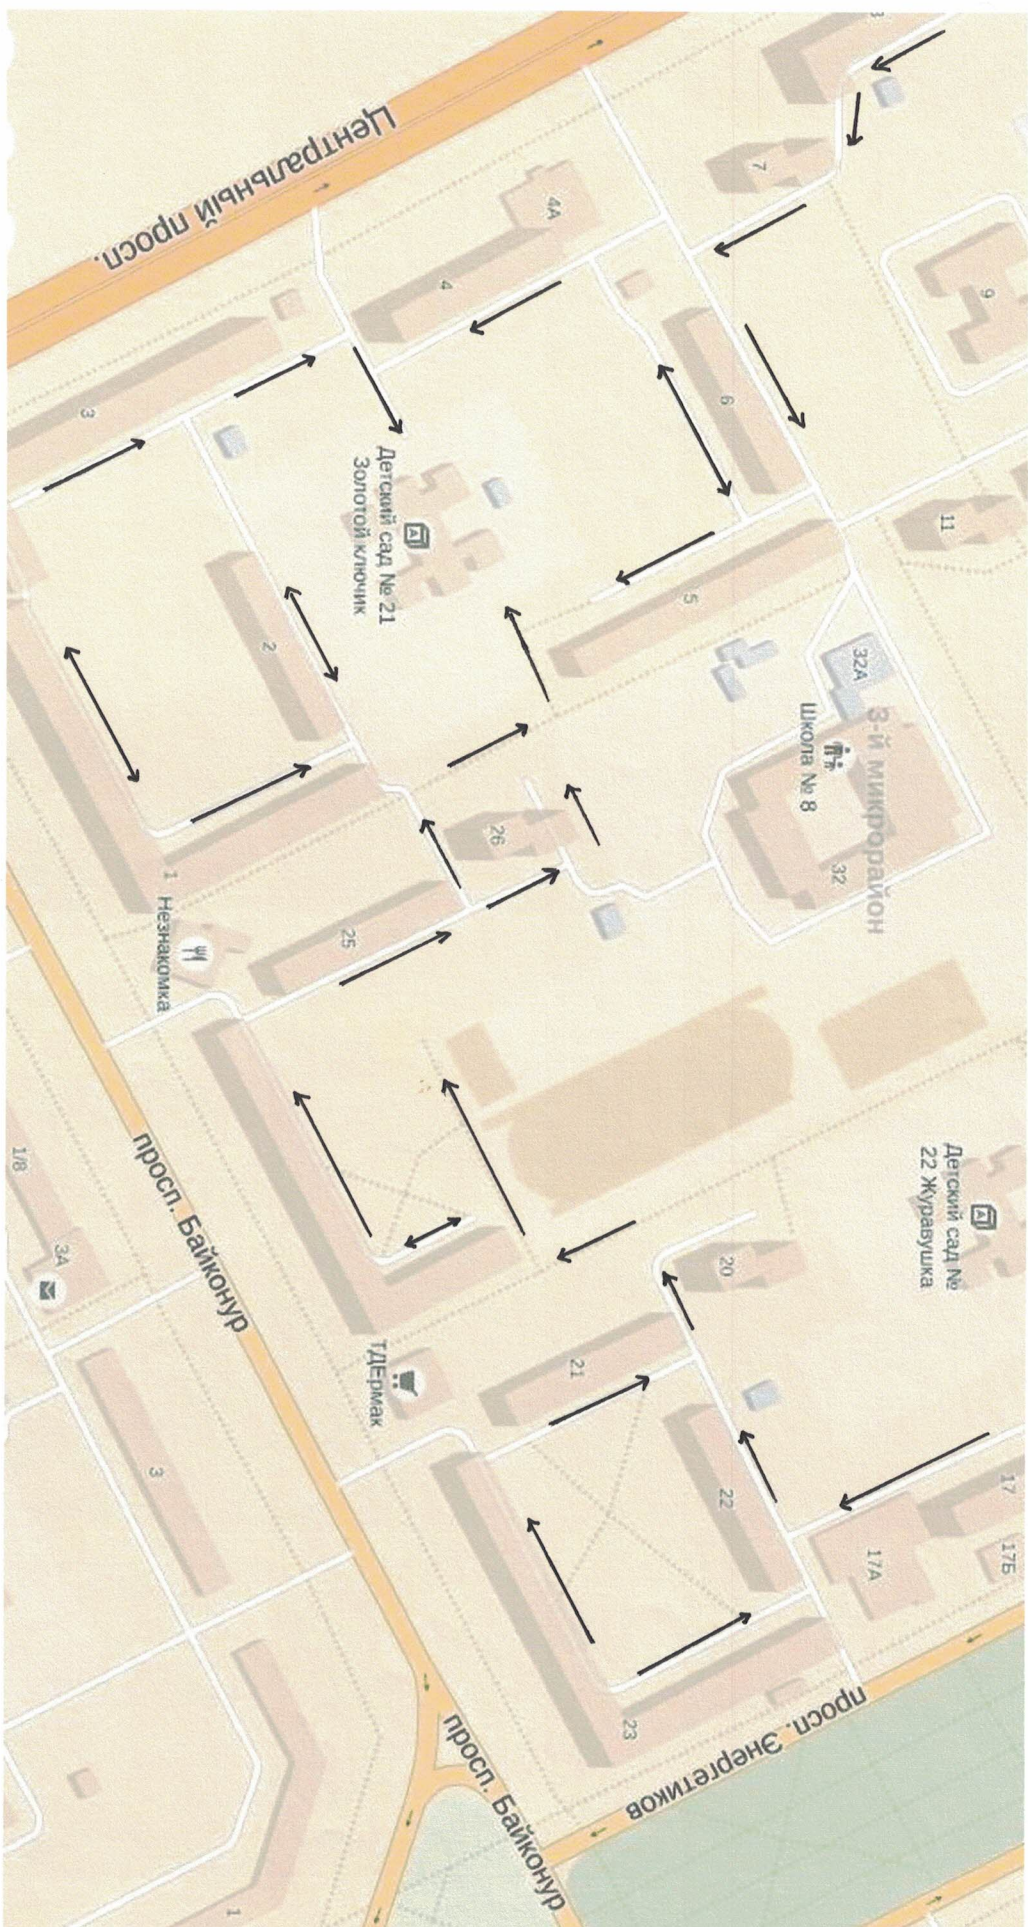 Центральный просп.
7
4А
4
9
3
6
11
Детский сад № 21
Золотой ключик
5
2
32А
3-й микрорайон
Школа № 8
26
32
1
Незнакомка
25
просп. Байконур
1/8
3А
Детский сад №
22 Журавушка
20
ТДЕрмак
21
3
22
17
17А
17Б
23
просп. Энергетиков
просп. Байконур
1